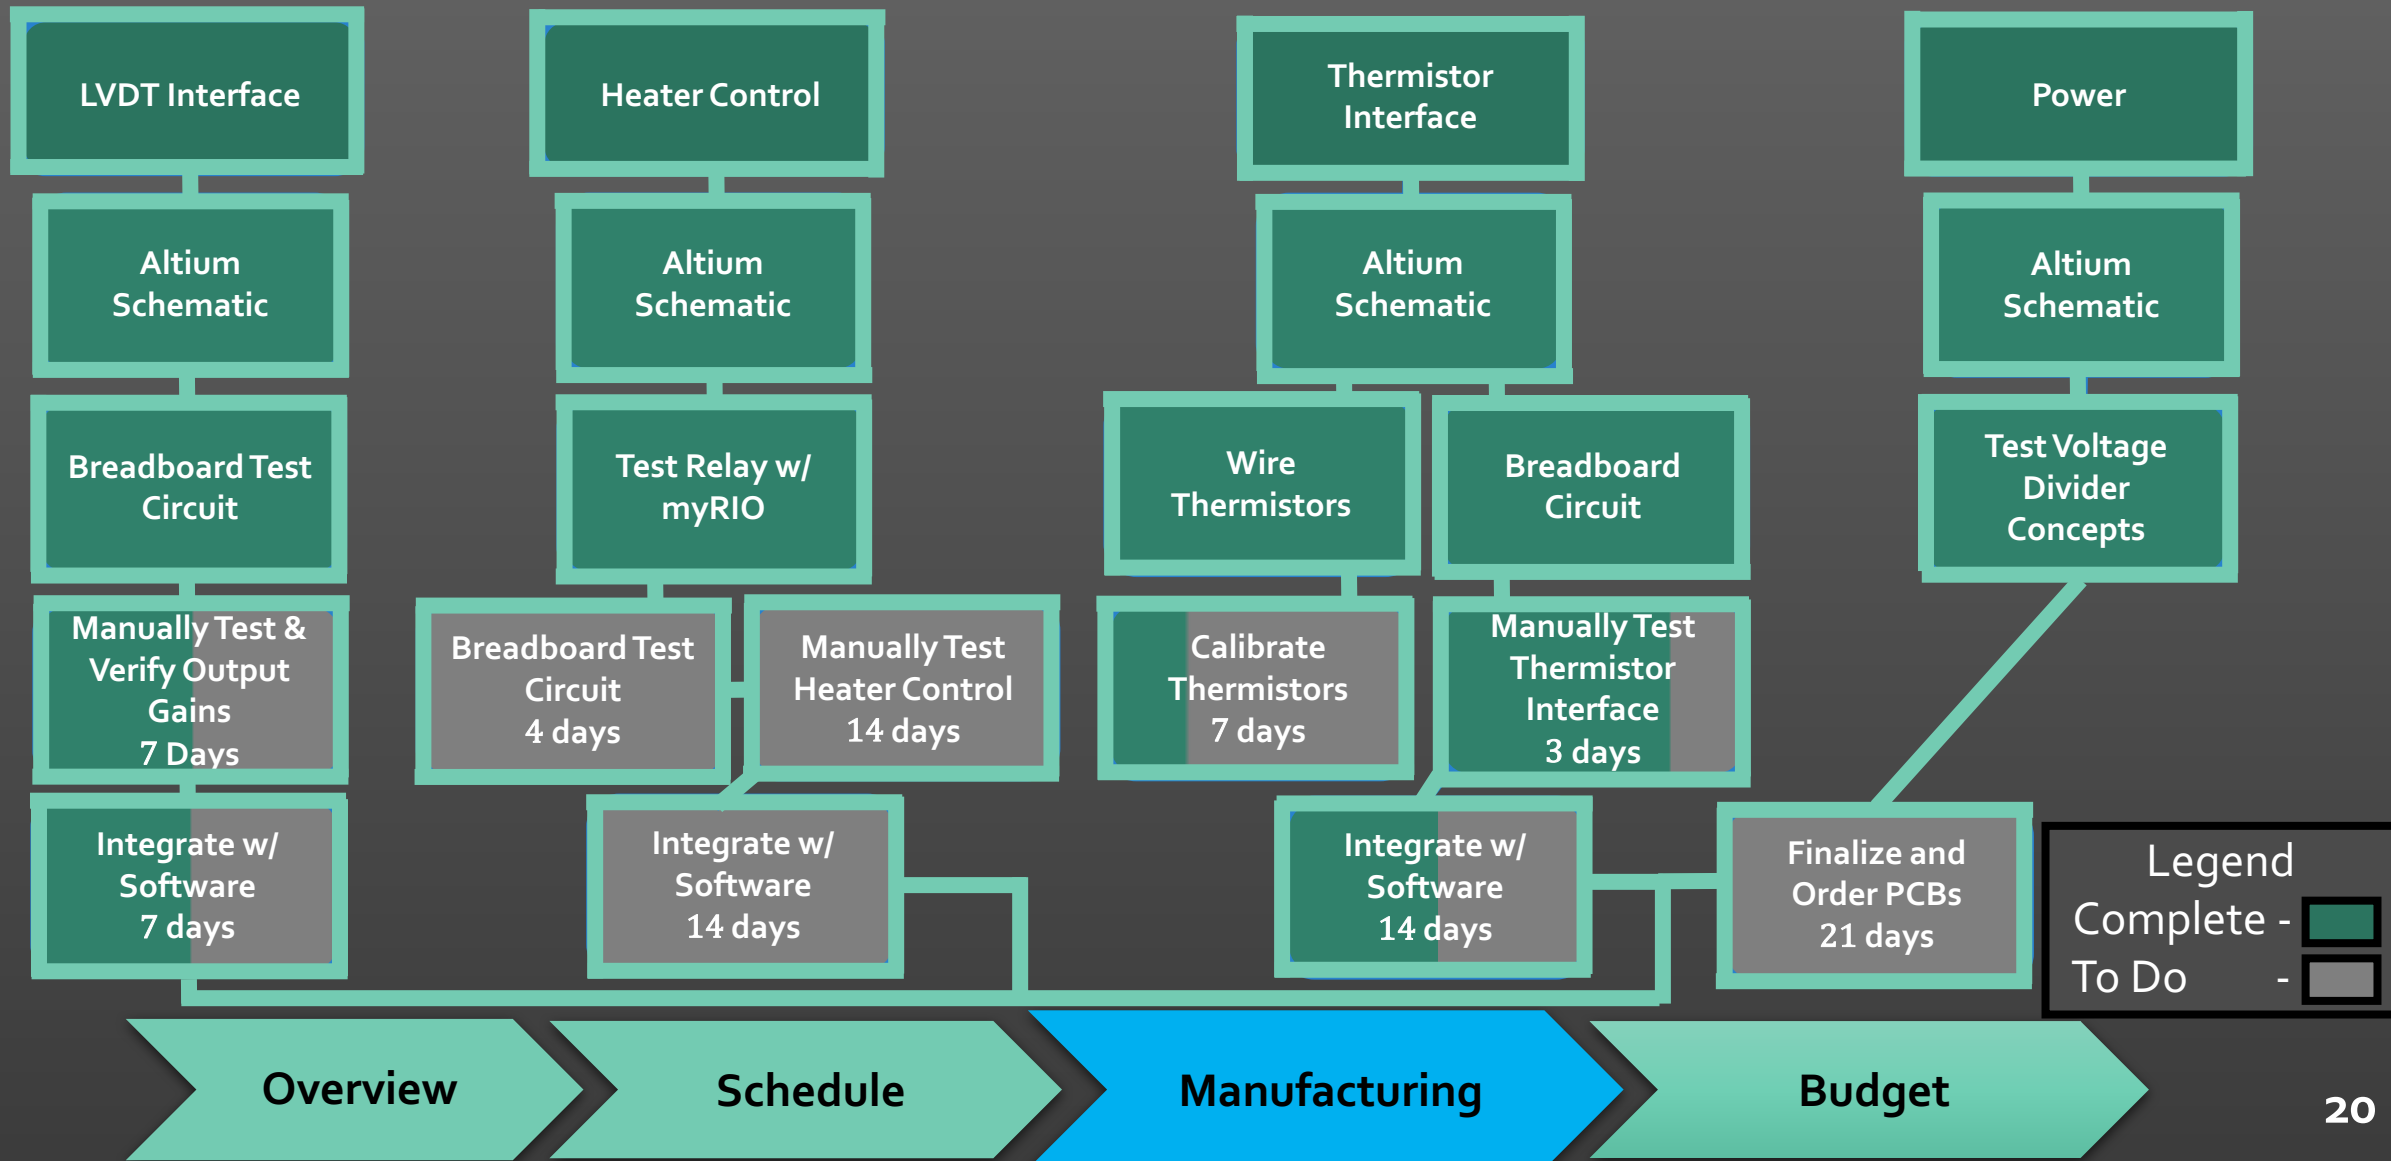 LVDT Interface
Heater Control
Thermistor
Interface
Power
Altium
Schematic
Altium
Schematic
Altium
Schematic
Altium
Schematic
Breadboard Test
Circuit
Test Relay w/
myRIO
Wire
Thermistors
Breadboard
Circuit
Test Voltage
Divider
Concepts
Manually Test &
Verify Output
Gains
7 Days
Breadboard Test
Circuit
4 days
Manually Test
Heater Control
14 days
Calibrate
Thermistors
7 days
Manually Test
Thermistor
Interface
3 days
Integrate w/
Software
7 days
Integrate w/
Software
14 days
Integrate w/
Software
14 days
Finalize and
Order PCBs
21 days
Legend
Complete -
To Do -
Overview
Schedule
Manufacturing
Budget
20